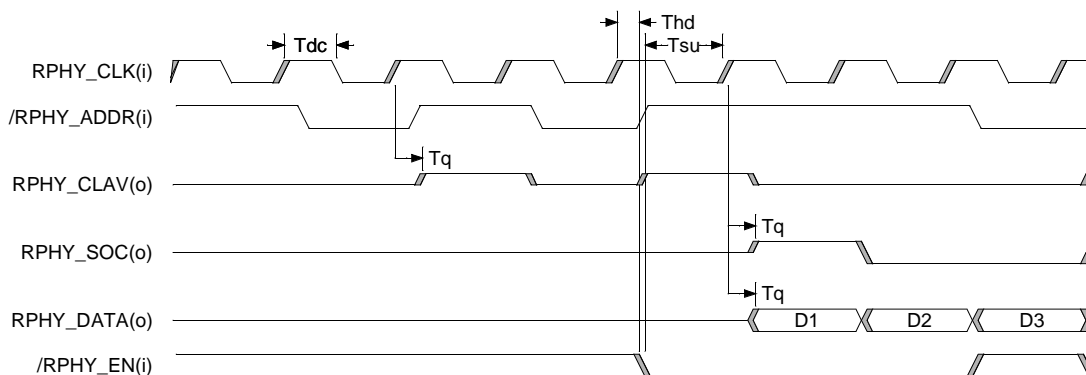 Thd
Tdc
Tsu
RPHY_CLK(i)
/RPHY_ADDR(i)
Tq
RPHY_CLAV(o)
Tq
RPHY_SOC(o)
Tq
RPHY_DATA(o)
D1
D2
D3
/RPHY_EN(i)